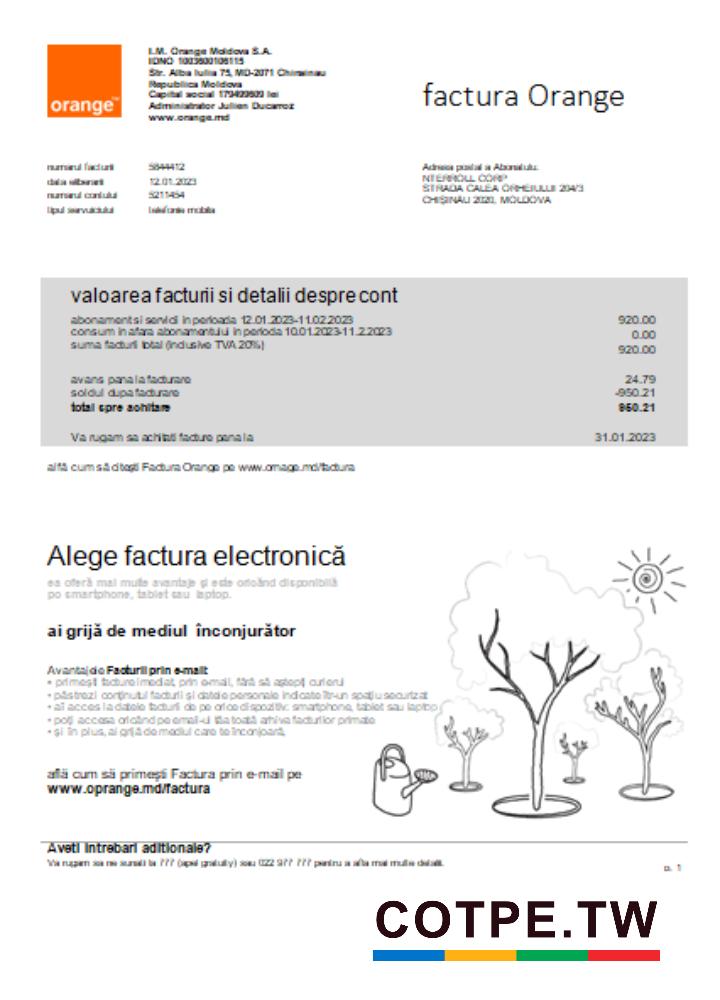 orange™
I.M. Orange Moldova S.A.
IDNO 1003600106115
Str. Alba Iulia 75, MD-2071 Chirsinau
Republica Moldova
Capital social 179499609 lei
Administrator Julien Ducarroz
www.orange.md
factura Orange
numarul facturii 5844412
data eliberarii 12.01.2023
numarul contului 5211454
tipul serviciului telefonie mobila
Adresa postal a Abonatului:
NTERROLL CORP
STRADA CALEA ORHEIULUI 204/3
CHIȘINAU 2020, MOLDOVA
valoarea facturii si detalii despre cont
abonament si servicii in perioada 12.01.2023-11.02.2023 920.00
consum in afara abonamentului in perioda 10.01.2023-11.2.2023 0.00
suma facturii total (inclusive TVA 20%) 920.00
avans pana la facturare 24.79
soldul dupa facturare -950.21
total spre achitare 950.21
Va rugam sa achitati facture pana la 31.01.2023
află cum să citești Factura Orange pe www.ornage.md/factura
Alege factura electronică
ea oferă mai multe avantaje și este oricând disponibilă
pe smartphone, tablet sau laptop.
ai grijă de mediul înconjurător
Avantajele Facturii prin e-mail:
• primești facture imediat, prin e-mail, fără să aștepți curierul
• păstrezi conținutul facturii și datele personale indicate într-un spațiu securizat
• ai acces la datele facturii de pe orice dispozitiv: smartphone, tablet sau laptop
• poți accesa oricând pe email-ul tău toată arhiva facturilor primate
• și în plus, ai grijă de mediul care te înconjoară,
află cum să primești Factura prin e-mail pe
www.oprange.md/factura
Aveti intrebari aditionale?
Va rugam sa ne sunati la 777 (apel gratuity) sau 022 977 777 pentru a afla mai multe detalii.
p. 1
COTPE.TW